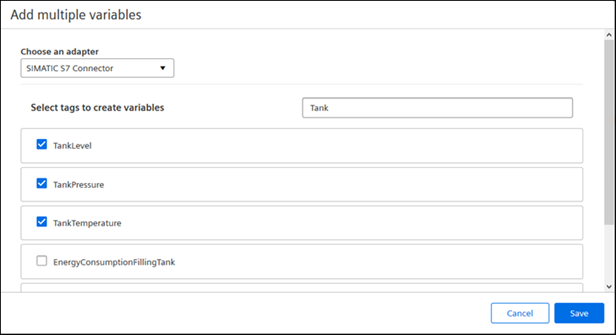 Add multiple variables
Choose an adapter
SIMATIC S7 Connector
Select tags to create variables
Tank
TankLevel
TankPressure
TankTemperature
EnergyConsumptionFillingTank
Cancel
Save